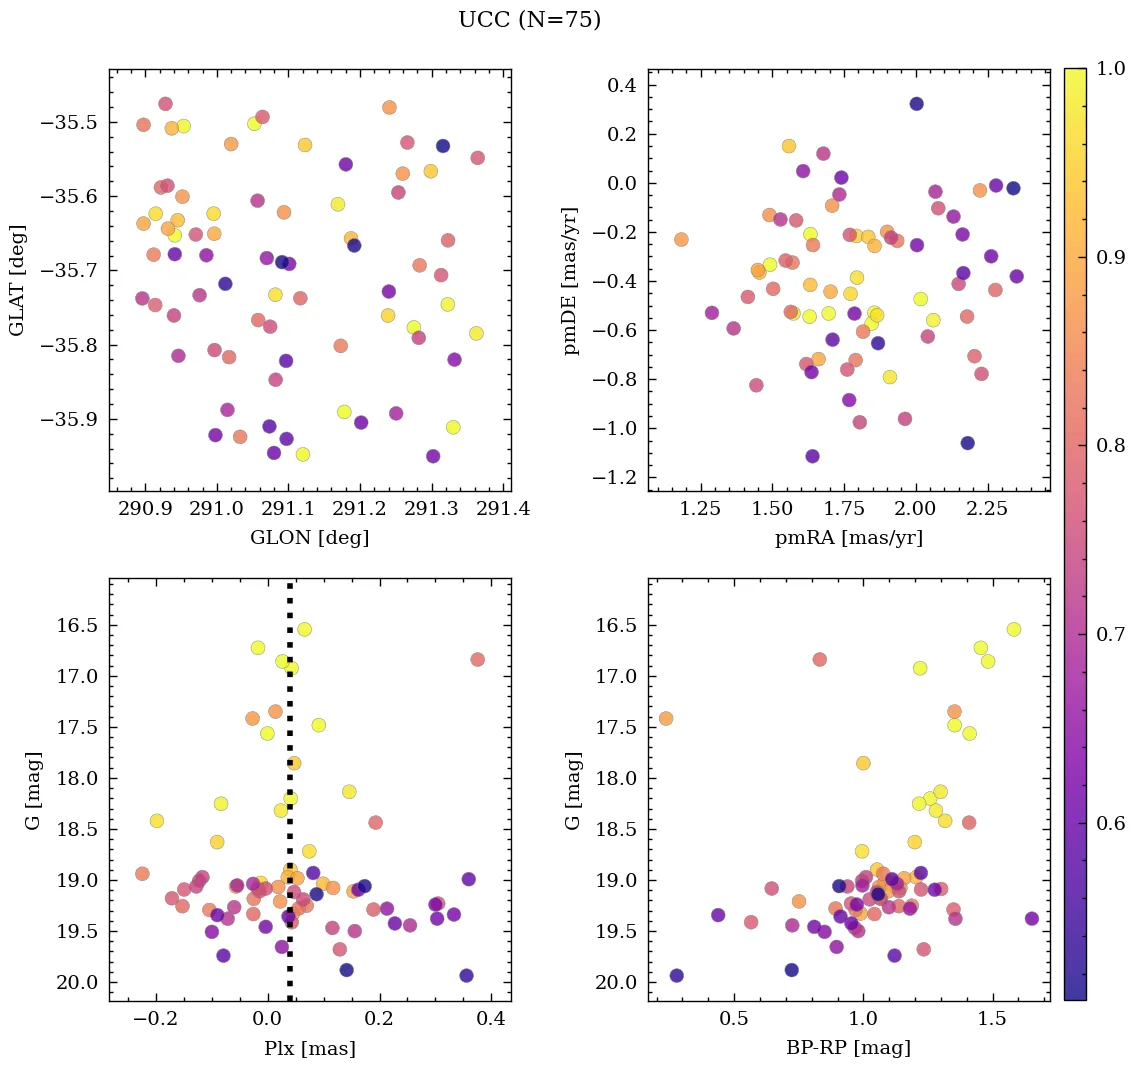 UCC (N=75)
−35.5
−35.6
−35.7
−35.8
−35.9
GLAT [deg]
290.9 291.0 291.1 291.2 291.3 291.4
GLON [deg]
0.4
0.2
0.0
−0.2
−0.4
−0.6
−0.8
−1.0
−1.2
pmDE [mas/yr]
1.25 1.50 1.75 2.00 2.25
pmRA [mas/yr]
1.0
0.9
0.8
0.7
0.6
16.5
17.0
17.5
18.0
18.5
19.0
19.5
20.0
G [mag]
−0.2 0.0 0.2 0.4
Plx [mas]
16.5
17.0
17.5
18.0
18.5
19.0
19.5
20.0
G [mag]
0.5 1.0 1.5
BP-RP [mag]